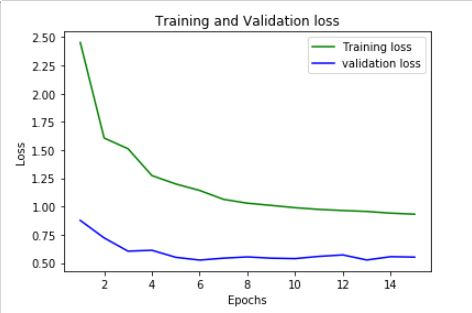 Training and Validation loss
Training loss
validation loss
Loss
2.50
2.25
2.00
1.75
1.50
1.25
1.00
0.75
0.50
2 4 6 8 10 12 14
Epochs